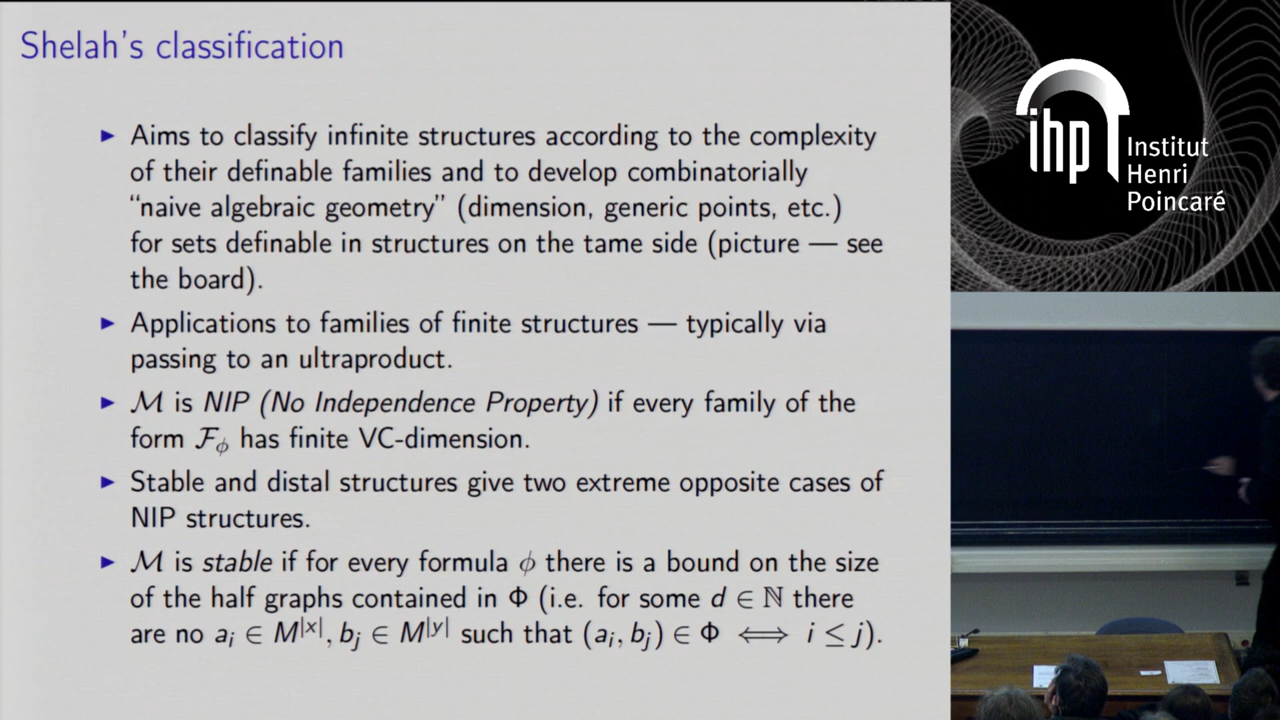 Shelah's classification
► Aims to classify infinite structures according to the complexity
of their definable families and to develop combinatorially
“naive algebraic geometry” (dimension, generic points, etc.)
for sets definable in structures on the tame side (picture — see
the board).
► Applications to families of finite structures — typically via
passing to an ultraproduct.
► ℳ is NIP (No Independence Property) if every family of the
form ℱ_ϕ has finite VC-dimension.
► Stable and distal structures give two extreme opposite cases of
NIP structures.
► ℳ is stable if for every formula ϕ there is a bound on the size
of the half graphs contained in Φ (i.e. for some d ∈ ℕ there
are no a_i ∈ M^|x|, b_j ∈ M^|y| such that (a_i, b_j) ∈ Φ ⟺ i ≤ j).
ihp
Institut
Henri
Poincaré